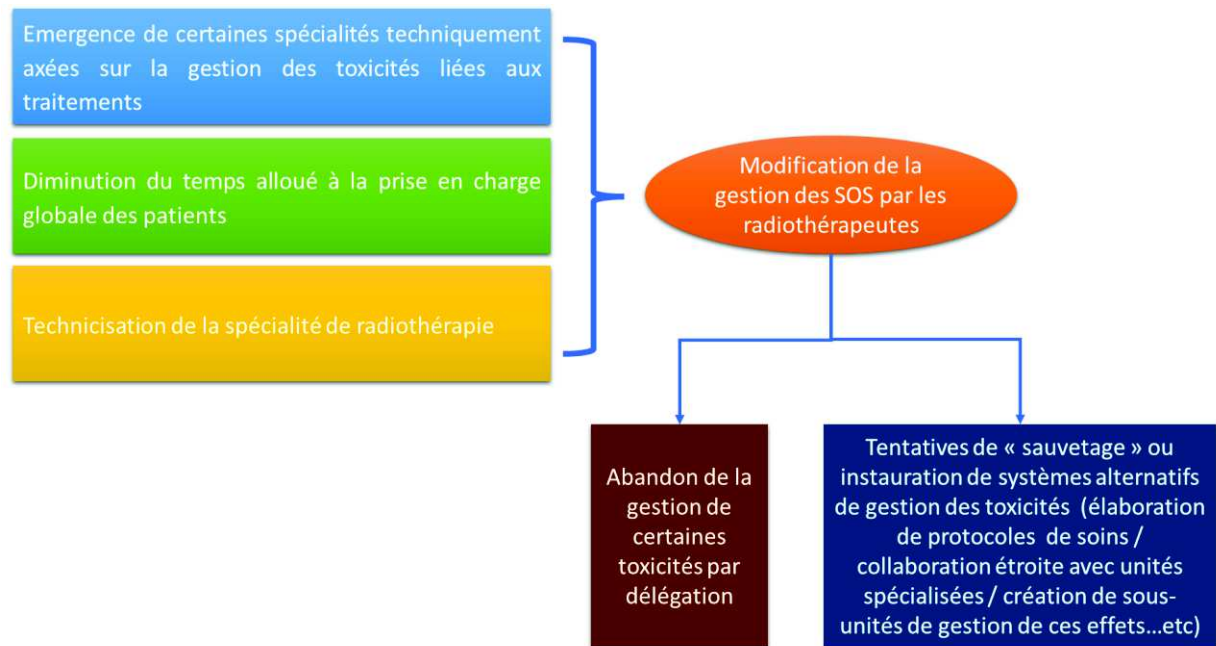 Emergence de certaines spécialités techniquement
axées sur la gestion des toxicités liées aux
traitements
Diminution du temps alloué à la prise en charge
globale des patients
Technicisation de la spécialité de radiothérapie
Modification de la
gestion des SOS par les
radiothérapeutes
Abandon de la
gestion de
certaines
toxicités par
délégation
Tentatives de « sauvetage » ou
instauration de systèmes alternatifs
de gestion des toxicités (élaboration
de protocoles de soins /
collaboration étroite avec unités
spécialisées / création de sous-
unités de gestion de ces effets...etc)